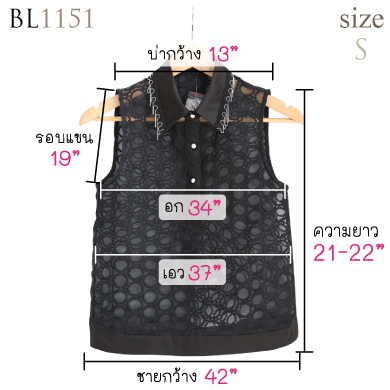 BL1151
size
S
บ่ากว้าง 13"
รอบแขน
19"
อก 34"
ความยาว
21-22"
เอว 37"
ชายกว้าง 42"